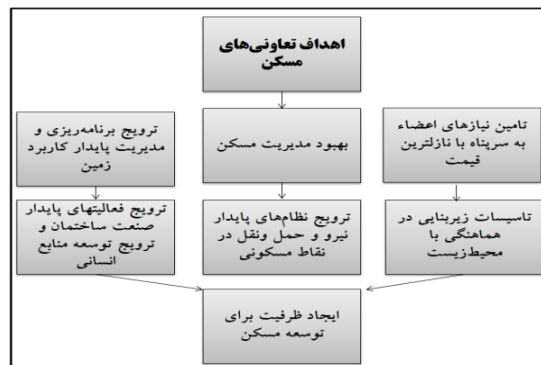 اهداف تعاونی‌های
مسکن
تامین نیازهای اعضاء
به سرپناه با نازلترین
قیمت
بهبود مدیریت مسکن
ترویج برنامه‌ریزی و
مدیریت پایدار کاربرد
زمین
تاسیسات زیربنایی در
هماهنگی با
محیط‌زیست
ترویج نظام‌های پایدار
نیرو و حمل ونقل در
نقاط مسکونی
ترویج فعالیتهای پایدار
صنعت ساختمان و
ترویج توسعه منابع
انسانی
ایجاد ظرفیت برای
توسعه مسکن